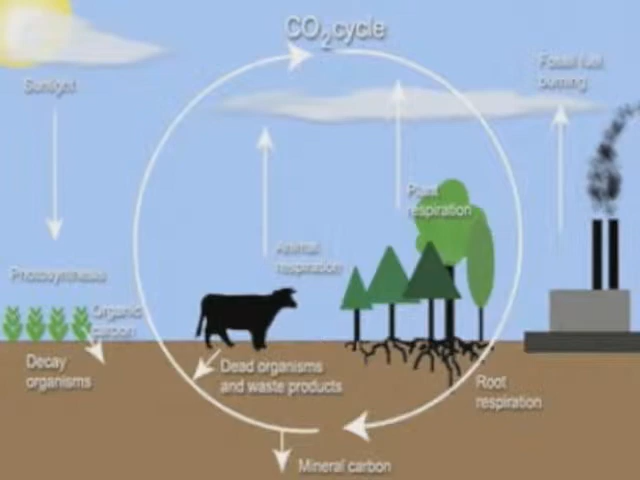 CO2 cycle
Sunlight
Fossil fuel
burning
Plant
respiration
Animal
respiration
Photosynthesis
Organic
carbon
Decay
organisms
Dead organisms
and waste products
Root
respiration
Mineral carbon